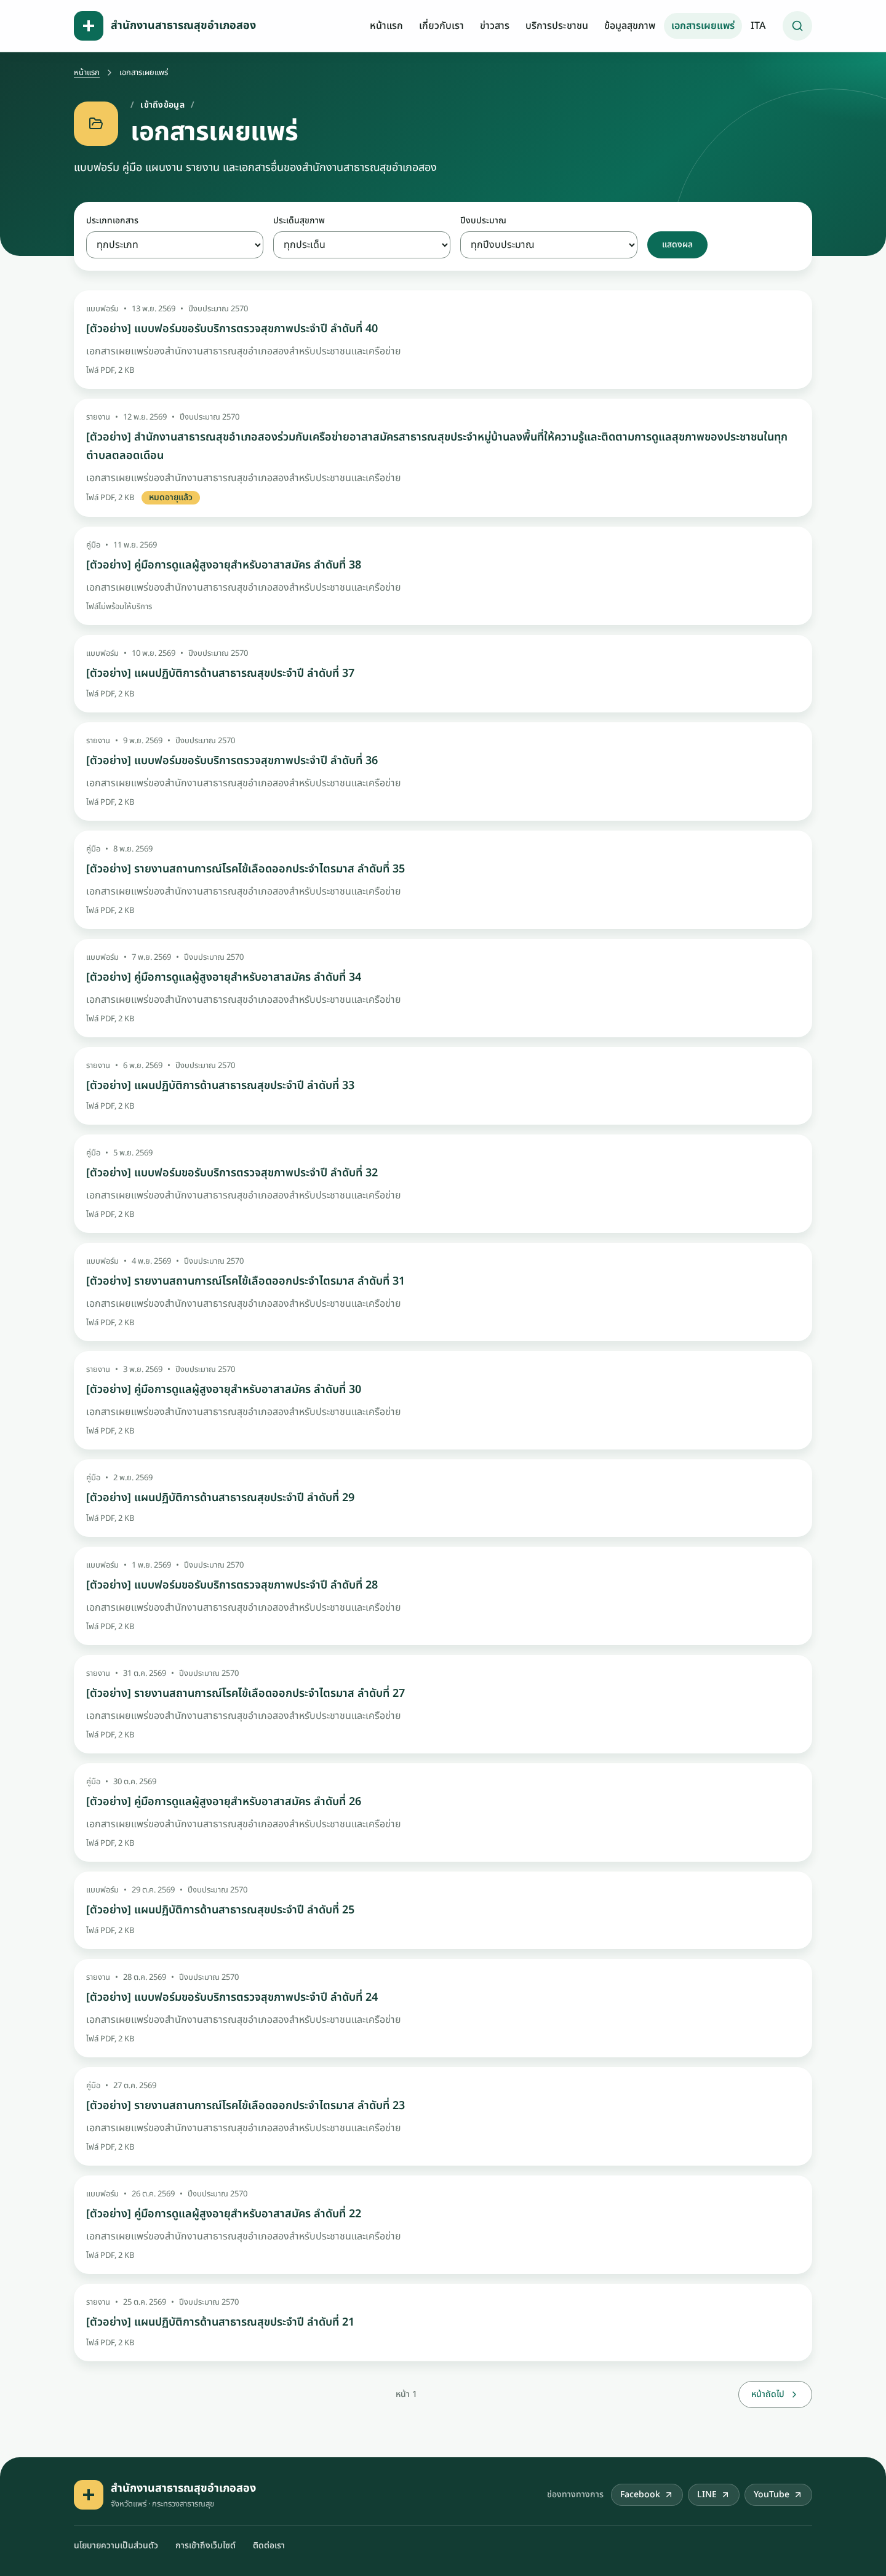 สำนักงานสาธารณสุขอำเภอสอง
หน้าแรก เกี่ยวกับเรา ข่าวสาร บริการประชาชน ข้อมูลสุขภาพ เอกสารเผยแพร่ ITA
หน้าแรก > เอกสารเผยแพร่
/ เข้าถึงข้อมูล /
เอกสารเผยแพร่
แบบฟอร์ม คู่มือ แผนงาน รายงาน และเอกสารอื่นของสำนักงานสาธารณสุขอำเภอสอง
ประเภทเอกสาร ประเด็นสุขภาพ ปีงบประมาณ
ทุกประเภท ทุกประเด็น ทุกปีงบประมาณ แสดงผล
แบบฟอร์ม • 13 พ.ย. 2569 • ปีงบประมาณ 2570
[ตัวอย่าง] แบบฟอร์มขอรับบริการตรวจสุขภาพประจำปี ลำดับที่ 40
เอกสารเผยแพร่ของสำนักงานสาธารณสุขอำเภอสองสำหรับประชาชนและเครือข่าย
ไฟล์ PDF, 2 KB
รายงาน • 12 พ.ย. 2569 • ปีงบประมาณ 2570
[ตัวอย่าง] สำนักงานสาธารณสุขอำเภอสองร่วมกับเครือข่ายอาสาสมัครสาธารณสุขประจำหมู่บ้านลงพื้นที่ให้ความรู้และติดตามการดูแลสุขภาพของประชาชนในทุก
ตำบลตลอดเดือน
เอกสารเผยแพร่ของสำนักงานสาธารณสุขอำเภอสองสำหรับประชาชนและเครือข่าย
ไฟล์ PDF, 2 KB หมดอายุแล้ว
คู่มือ • 11 พ.ย. 2569
[ตัวอย่าง] คู่มือการดูแลผู้สูงอายุสำหรับอาสาสมัคร ลำดับที่ 38
เอกสารเผยแพร่ของสำนักงานสาธารณสุขอำเภอสองสำหรับประชาชนและเครือข่าย
ไฟล์ไม่พร้อมให้บริการ
แบบฟอร์ม • 10 พ.ย. 2569 • ปีงบประมาณ 2570
[ตัวอย่าง] แผนปฏิบัติการด้านสาธารณสุขประจำปี ลำดับที่ 37
ไฟล์ PDF, 2 KB
รายงาน • 9 พ.ย. 2569 • ปีงบประมาณ 2570
[ตัวอย่าง] แบบฟอร์มขอรับบริการตรวจสุขภาพประจำปี ลำดับที่ 36
เอกสารเผยแพร่ของสำนักงานสาธารณสุขอำเภอสองสำหรับประชาชนและเครือข่าย
ไฟล์ PDF, 2 KB
คู่มือ • 8 พ.ย. 2569
[ตัวอย่าง] รายงานสถานการณ์โรคไข้เลือดออกประจำไตรมาส ลำดับที่ 35
เอกสารเผยแพร่ของสำนักงานสาธารณสุขอำเภอสองสำหรับประชาชนและเครือข่าย
ไฟล์ PDF, 2 KB
แบบฟอร์ม • 7 พ.ย. 2569 • ปีงบประมาณ 2570
[ตัวอย่าง] คู่มือการดูแลผู้สูงอายุสำหรับอาสาสมัคร ลำดับที่ 34
เอกสารเผยแพร่ของสำนักงานสาธารณสุขอำเภอสองสำหรับประชาชนและเครือข่าย
ไฟล์ PDF, 2 KB
รายงาน • 6 พ.ย. 2569 • ปีงบประมาณ 2570
[ตัวอย่าง] แผนปฏิบัติการด้านสาธารณสุขประจำปี ลำดับที่ 33
ไฟล์ PDF, 2 KB
คู่มือ • 5 พ.ย. 2569
[ตัวอย่าง] แบบฟอร์มขอรับบริการตรวจสุขภาพประจำปี ลำดับที่ 32
เอกสารเผยแพร่ของสำนักงานสาธารณสุขอำเภอสองสำหรับประชาชนและเครือข่าย
ไฟล์ PDF, 2 KB
แบบฟอร์ม • 4 พ.ย. 2569 • ปีงบประมาณ 2570
[ตัวอย่าง] รายงานสถานการณ์โรคไข้เลือดออกประจำไตรมาส ลำดับที่ 31
เอกสารเผยแพร่ของสำนักงานสาธารณสุขอำเภอสองสำหรับประชาชนและเครือข่าย
ไฟล์ PDF, 2 KB
รายงาน • 3 พ.ย. 2569 • ปีงบประมาณ 2570
[ตัวอย่าง] คู่มือการดูแลผู้สูงอายุสำหรับอาสาสมัคร ลำดับที่ 30
เอกสารเผยแพร่ของสำนักงานสาธารณสุขอำเภอสองสำหรับประชาชนและเครือข่าย
ไฟล์ PDF, 2 KB
คู่มือ • 2 พ.ย. 2569
[ตัวอย่าง] แผนปฏิบัติการด้านสาธารณสุขประจำปี ลำดับที่ 29
ไฟล์ PDF, 2 KB
แบบฟอร์ม • 1 พ.ย. 2569 • ปีงบประมาณ 2570
[ตัวอย่าง] แบบฟอร์มขอรับบริการตรวจสุขภาพประจำปี ลำดับที่ 28
เอกสารเผยแพร่ของสำนักงานสาธารณสุขอำเภอสองสำหรับประชาชนและเครือข่าย
ไฟล์ PDF, 2 KB
รายงาน • 31 ต.ค. 2569 • ปีงบประมาณ 2570
[ตัวอย่าง] รายงานสถานการณ์โรคไข้เลือดออกประจำไตรมาส ลำดับที่ 27
เอกสารเผยแพร่ของสำนักงานสาธารณสุขอำเภอสองสำหรับประชาชนและเครือข่าย
ไฟล์ PDF, 2 KB
คู่มือ • 30 ต.ค. 2569
[ตัวอย่าง] คู่มือการดูแลผู้สูงอายุสำหรับอาสาสมัคร ลำดับที่ 26
เอกสารเผยแพร่ของสำนักงานสาธารณสุขอำเภอสองสำหรับประชาชนและเครือข่าย
ไฟล์ PDF, 2 KB
แบบฟอร์ม • 29 ต.ค. 2569 • ปีงบประมาณ 2570
[ตัวอย่าง] แผนปฏิบัติการด้านสาธารณสุขประจำปี ลำดับที่ 25
ไฟล์ PDF, 2 KB
รายงาน • 28 ต.ค. 2569 • ปีงบประมาณ 2570
[ตัวอย่าง] แบบฟอร์มขอรับบริการตรวจสุขภาพประจำปี ลำดับที่ 24
เอกสารเผยแพร่ของสำนักงานสาธารณสุขอำเภอสองสำหรับประชาชนและเครือข่าย
ไฟล์ PDF, 2 KB
คู่มือ • 27 ต.ค. 2569
[ตัวอย่าง] รายงานสถานการณ์โรคไข้เลือดออกประจำไตรมาส ลำดับที่ 23
เอกสารเผยแพร่ของสำนักงานสาธารณสุขอำเภอสองสำหรับประชาชนและเครือข่าย
ไฟล์ PDF, 2 KB
แบบฟอร์ม • 26 ต.ค. 2569 • ปีงบประมาณ 2570
[ตัวอย่าง] คู่มือการดูแลผู้สูงอายุสำหรับอาสาสมัคร ลำดับที่ 22
เอกสารเผยแพร่ของสำนักงานสาธารณสุขอำเภอสองสำหรับประชาชนและเครือข่าย
ไฟล์ PDF, 2 KB
รายงาน • 25 ต.ค. 2569 • ปีงบประมาณ 2570
[ตัวอย่าง] แผนปฏิบัติการด้านสาธารณสุขประจำปี ลำดับที่ 21
ไฟล์ PDF, 2 KB
หน้า 1 หน้าถัดไป
สำนักงานสาธารณสุขอำเภอสอง
จังหวัดแพร่ · กระทรวงสาธารณสุข
ช่องทางทางการ Facebook LINE YouTube
นโยบายความเป็นส่วนตัว การเข้าถึงเว็บไซต์ ติดต่อเรา